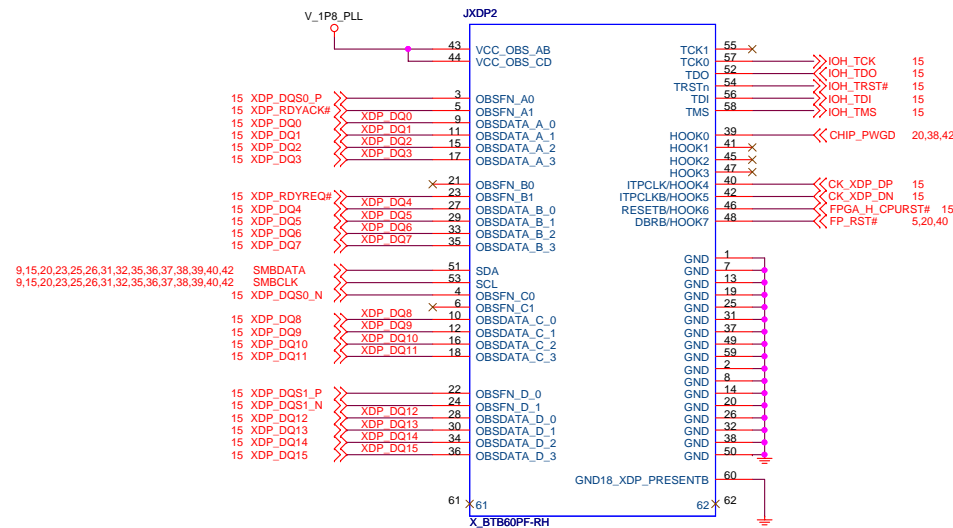 JXDP2
V_1P8_PLL
43 VCC_OBS_AB TCK1 55
44 VCC_OBS_CD TCK0 57 IOH_TCK 15
TDO 52 IOH_TDO 15
TRSTn 54 IOH_TRST# 15
15 XDP_DQS0_P 3 OBSFN_A0 TDI 56 IOH_TDI 15
15 XDP_RDYACK# 5 OBSFN_A1 TMS 58 IOH_TMS 15
15 XDP_DQ0 XDP_DQ0 9 OBSDATA_A_0
15 XDP_DQ1 XDP_DQ1 11 OBSDATA_A_1 HOOK0 39 CHIP_PWGD 20,38,42
15 XDP_DQ2 XDP_DQ2 15 OBSDATA_A_2 HOOK1 41
15 XDP_DQ3 XDP_DQ3 17 OBSDATA_A_3 HOOK2 45
HOOK3 47
21 OBSFN_B0 ITPCLK/HOOK4 40 CK_XDP_DP 15
15 XDP_RDYREQ# 23 OBSFN_B1 ITPCLKB/HOOK5 42 CK_XDP_DN 15
15 XDP_DQ4 XDP_DQ4 27 OBSDATA_B_0 RESETB/HOOK6 46 FPGA_H_CPURST# 15
15 XDP_DQ5 XDP_DQ5 29 OBSDATA_B_1 DBRB/HOOK7 48 FP_RST# 5,20,40
15 XDP_DQ6 XDP_DQ6 33 OBSDATA_B_2
15 XDP_DQ7 XDP_DQ7 35 OBSDATA_B_3
GND 1
9,15,20,23,25,26,31,32,35,36,37,38,39,40,42 SMBDATA 51 SDA GND 7
9,15,20,23,25,26,31,32,35,36,37,38,39,40,42 SMBCLK 53 SCL GND 13
15 XDP_DQS0_N 4 OBSFN_C0 GND 19
6 OBSFN_C1 GND 25
15 XDP_DQ8 XDP_DQ8 10 OBSDATA_C_0 GND 31
15 XDP_DQ9 XDP_DQ9 12 OBSDATA_C_1 GND 37
15 XDP_DQ10 XDP_DQ10 16 OBSDATA_C_2 GND 49
15 XDP_DQ11 XDP_DQ11 18 OBSDATA_C_3 GND 59
GND 2
GND 8
15 XDP_DQS1_P 22 OBSFN_D_0 GND 14
15 XDP_DQS1_N 24 OBSFN_D_1 GND 20
15 XDP_DQ12 XDP_DQ12 28 OBSDATA_D_0 GND 26
15 XDP_DQ13 XDP_DQ13 30 OBSDATA_D_1 GND 32
15 XDP_DQ14 XDP_DQ14 34 OBSDATA_D_2 GND 38
15 XDP_DQ15 XDP_DQ15 36 OBSDATA_D_3 GND 50
GND18_XDP_PRESENTB 60
61 61 62 62
X_BTB60PF-RH